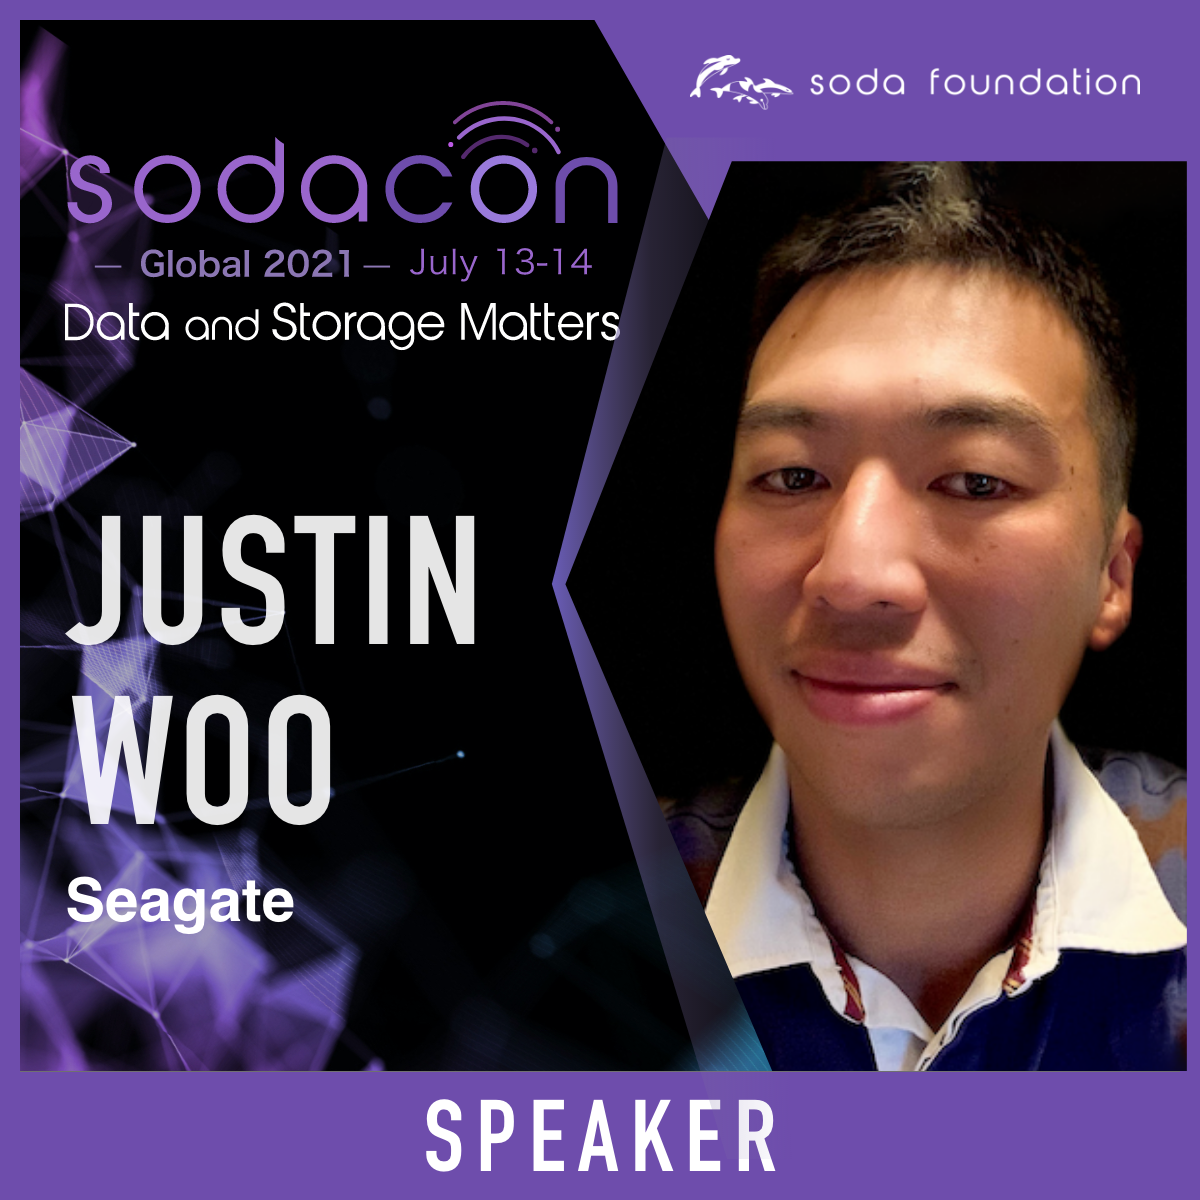 soda foundation
sodacon
— Global 2021 — July 13-14
Data and Storage Matters
JUSTIN
WOO
Seagate
SPEAKER